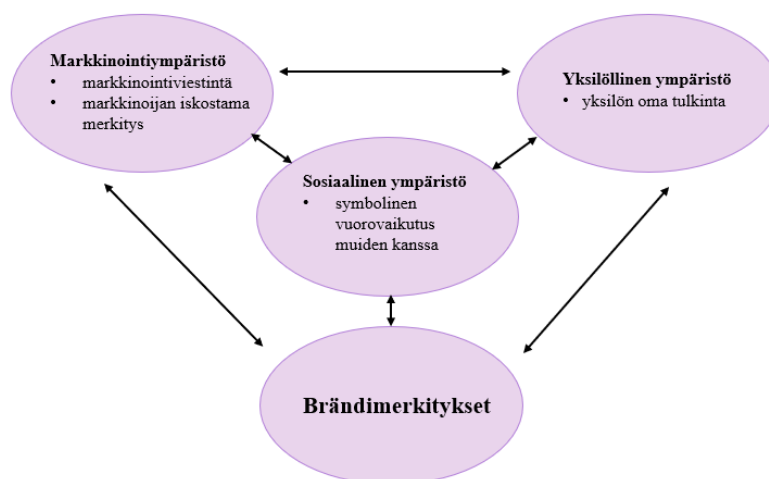 Markkinointiympäristö
• markkinointiviestintä
• markkinoijan iskostama
merkitys
Yksilöllinen ympäristö
• yksilön oma tulkinta
Sosiaalinen ympäristö
• symbolinen
vuorovaikutus
muiden kanssa
Brändimerkitykset